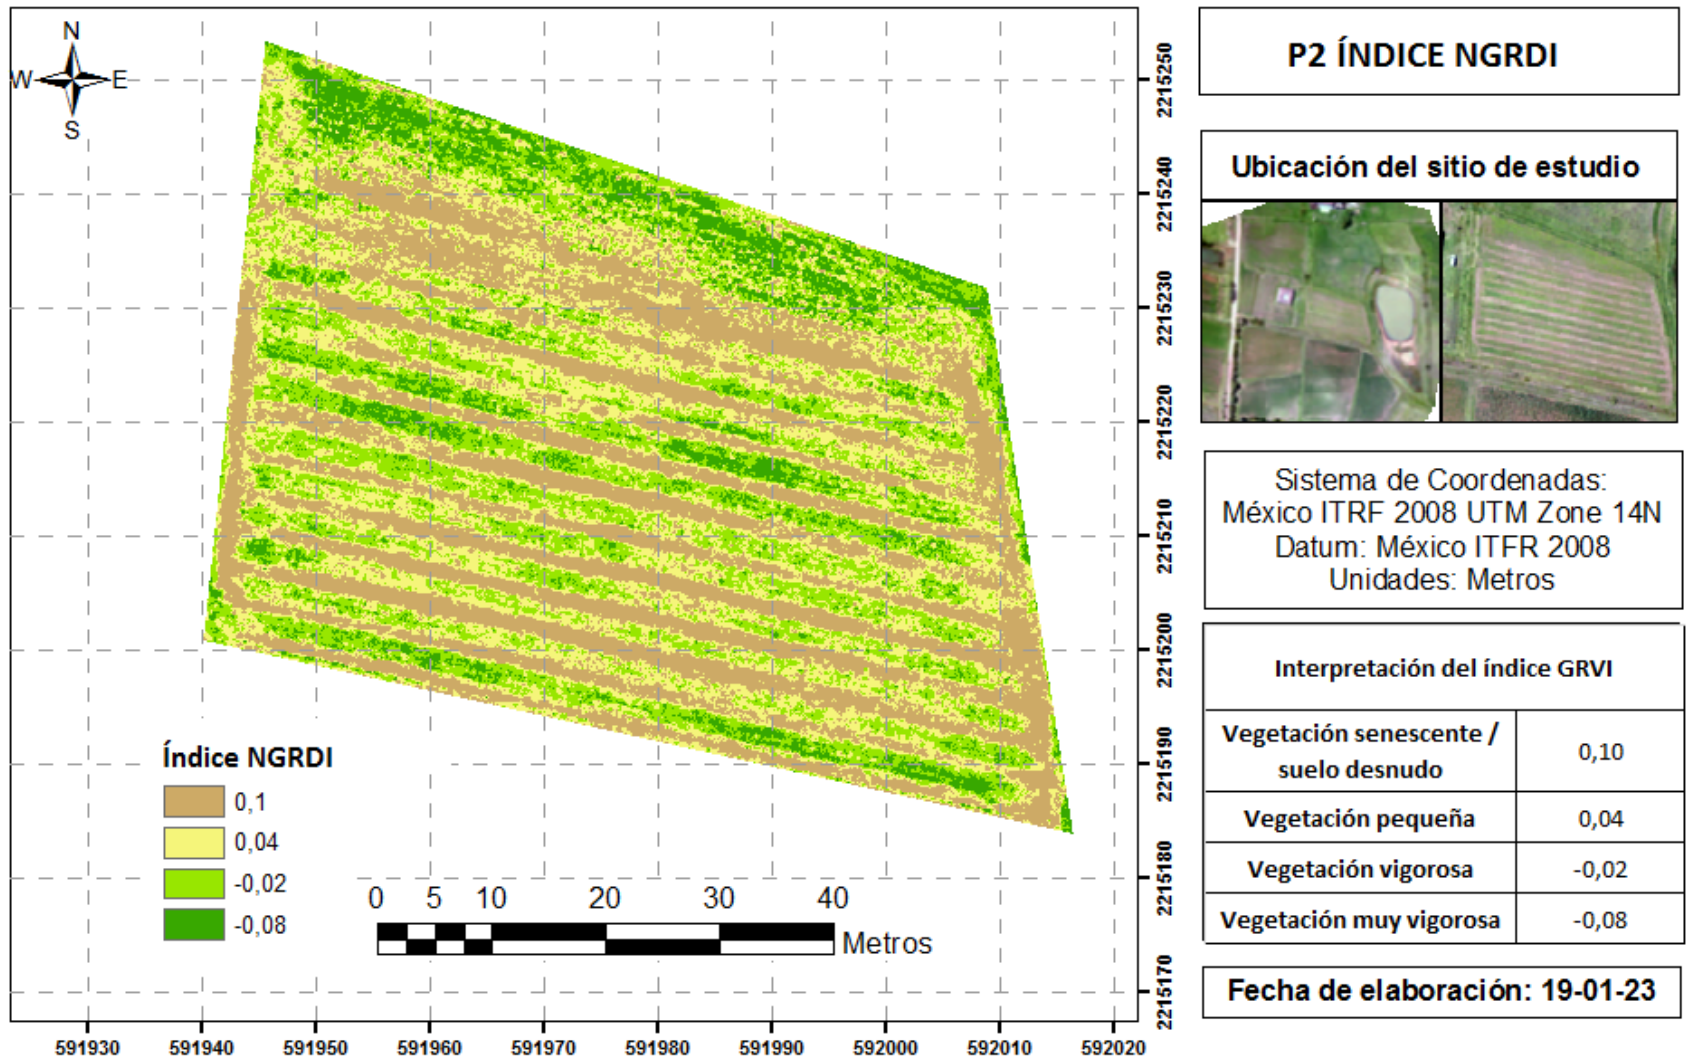 N
W E
S
2215250
2215240
2215230
2215220
2215210
2215200
2215190
2215180
2215170
591930 591940 591950 591960 591970 591980 591990 592000 592010 592020
Índice NGRDI
0,1
0,04
-0,02
-0,08
0 5 10 20 30 40
Metros
P2 ÍNDICE NGRDI
Ubicación del sitio de estudio
Sistema de Coordenadas:
México ITRF 2008 UTM Zone 14N
Datum: México ITFR 2008
Unidades: Metros
Interpretación del índice GRVI
Vegetación senescente /
suelo desnudo 0,10
Vegetación pequeña 0,04
Vegetación vigorosa -0,02
Vegetación muy vigorosa -0,08
Fecha de elaboración: 19-01-23